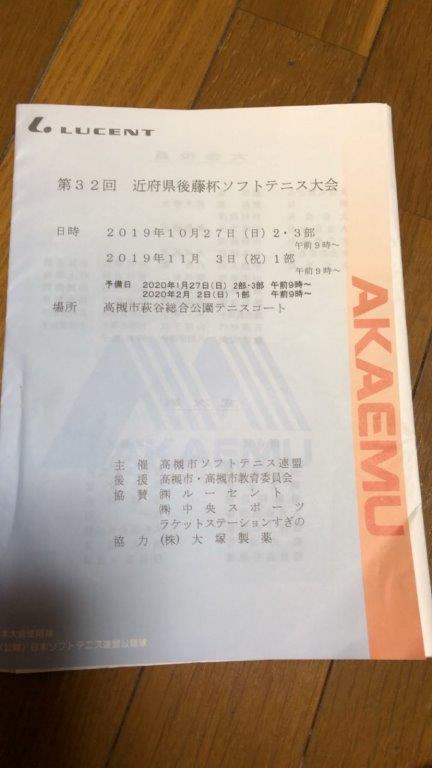 LUCENT
第32回 近府県後藤杯ソフトテニス大会
日時 2019年10月27日(日)2・3部
午前9時~
2019年11月 3日(祝)1部
午前9時~
予備日 2020年1月27日(日) 2部・3部 午前9時~
2020年2月 2日(日) 1部 午前9時~
場所 高槻市萩谷総合公園テニスコート
AKAEMU
主催 高槻市ソフトテニス連盟
後援 高槻市・高槻市教育委員会
協賛 ㈱ルーセント
㈱中央スポーツ
ラケットステーションすぎの
協力 (株)大塚製薬